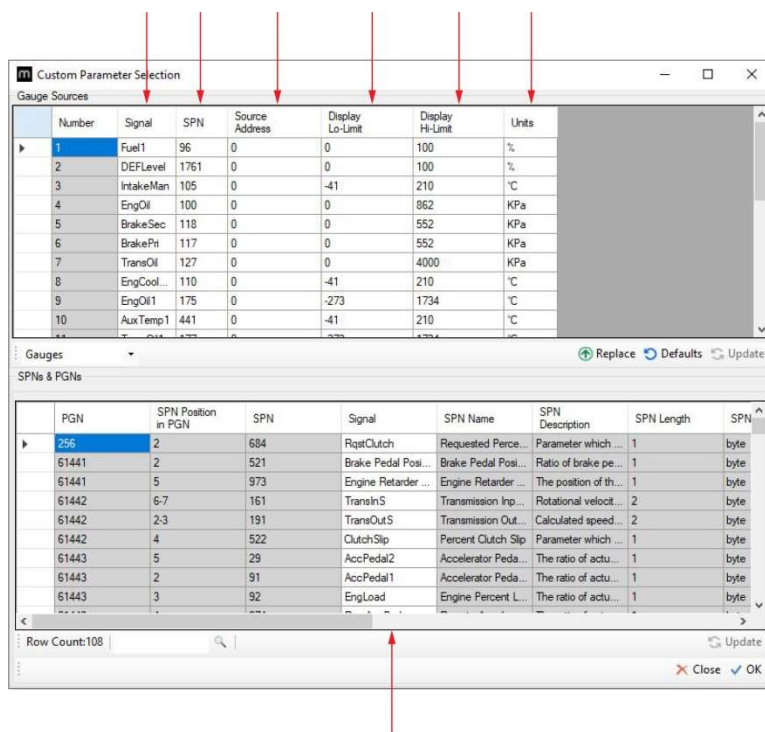 m Custom Parameter Selection
Gauge Sources
Number Signal SPN Source Address Display Lo-Limit Display Hi-Limit Units
1 Fuel1 96 0 0 100 %
2 DEFLevel 1761 0 0 100 %
3 IntakeMan 105 0 -41 210 °C
4 EngOil 100 0 0 862 KPa
5 BrakeSec 118 0 0 552 KPa
6 BrakePri 117 0 0 552 KPa
7 TransOil 127 0 0 4000 KPa
8 EngCool... 110 0 -41 210 °C
9 EngOil1 175 0 -273 1734 °C
10 AuxTemp1 441 0 -41 210 °C
Gauges Replace Defaults Update
SPNs & PGNs
PGN SPN Position in PGN SPN Signal SPN Name SPN Description SPN Length SPN
256 2 684 RqstClutch Requested Perce... Parameter which ... 1 byte
61441 2 521 Brake Pedal Posi... Brake Pedal Posi... Ratio of brake pe... 1 byte
61441 5 973 Engine Retarder ... Engine Retarder ... The position of th... 1 byte
61442 6-7 161 TransInS Transmission Inp... Rotational velocit... 2 byte
61442 2-3 191 TransOutS Transmission Out... Calculated speed... 2 byte
61442 4 522 ClutchSlip Percent Clutch Slip Parameter which ... 1 byte
61443 5 29 AccPedal2 Accelerator Peda... The ratio of actu... 1 byte
61443 2 91 AccPedal1 Accelerator Peda... The ratio of actu... 1 byte
61443 3 92 EngLoad Engine Percent L... The ratio of actu... 1 byte
Row Count:108 Update
Close OK